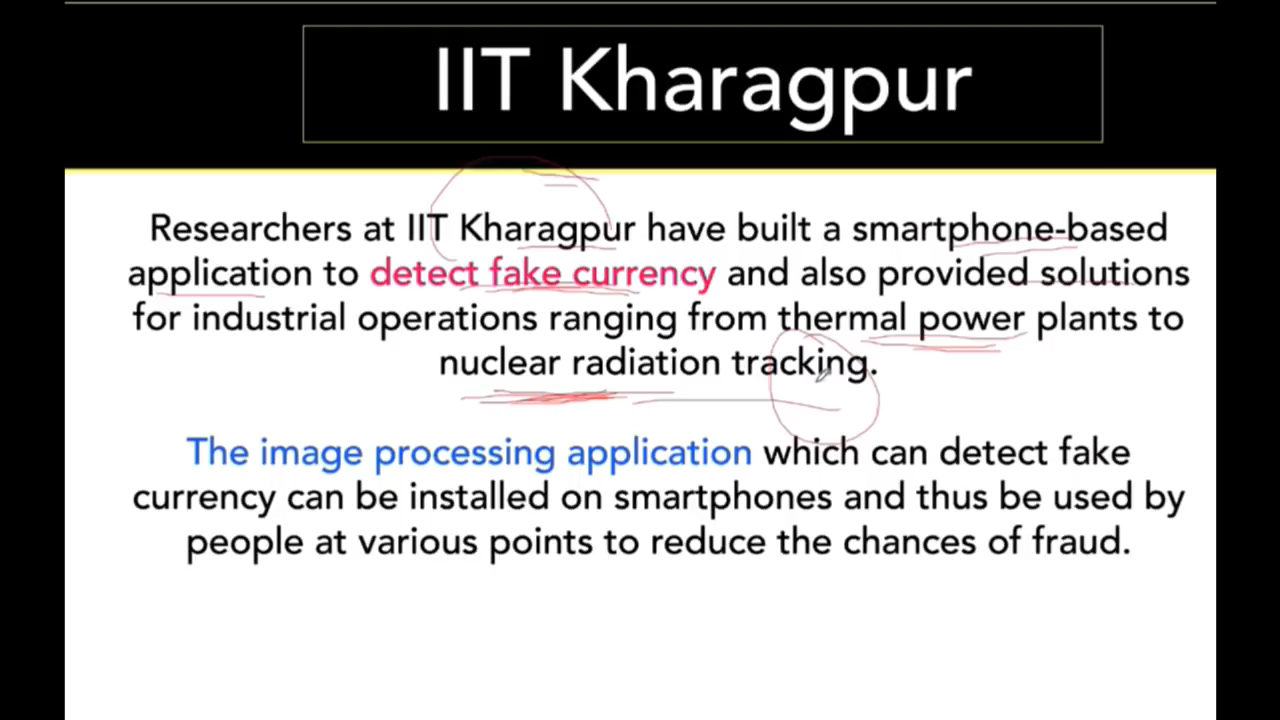 IIT Kharagpur
Researchers at IIT Kharagpur have built a smartphone-based
application to detect fake currency and also provided solutions
for industrial operations ranging from thermal power plants to
nuclear radiation tracking.
The image processing application which can detect fake
currency can be installed on smartphones and thus be used by
people at various points to reduce the chances of fraud.